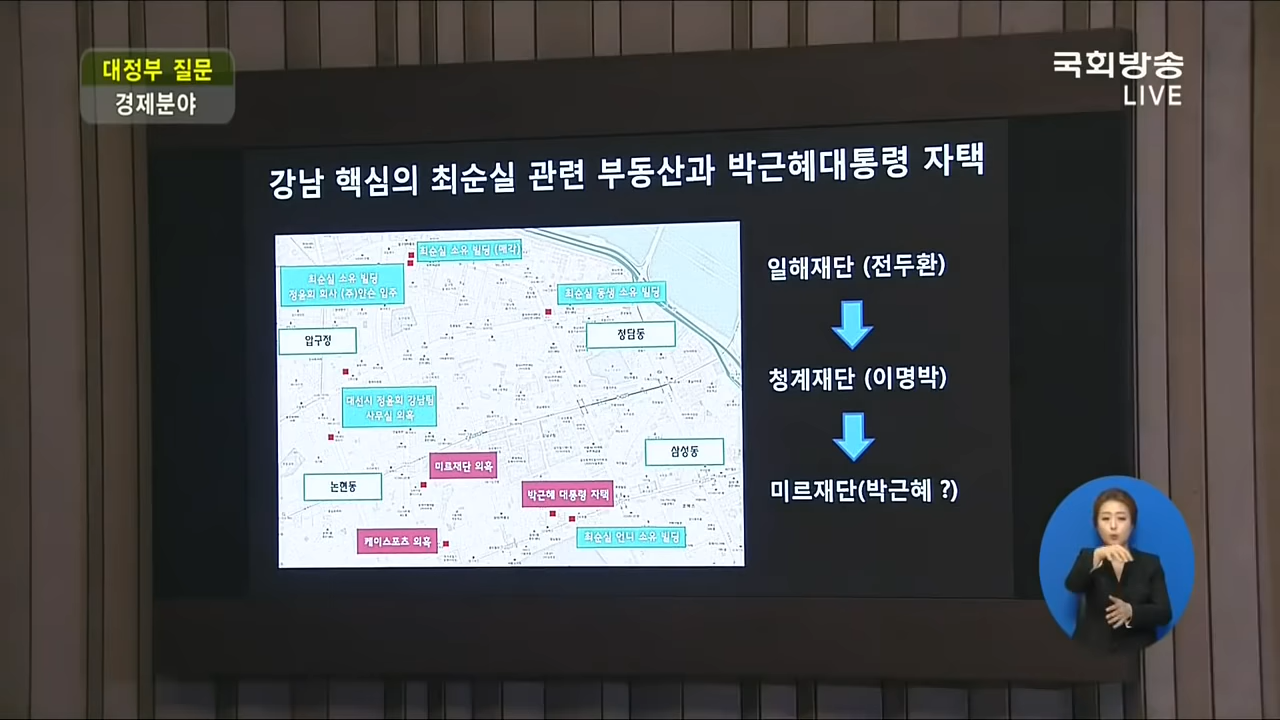 대정부 질문
경제분야
국회방송
LIVE
강남 핵심의 최순실 관련 부동산과 박근혜대통령 자택
최순실 소유 빌딩 (매각)
최순실 소유 빌딩
정윤회 회사 (주)얀슨 입주
최순실 동생 소유 빌딩
압구정
청담동
대선시 정윤회 강남팀
사무실 의혹
삼성동
미르재단 의혹
논현동
박근혜 대통령 자택
케이스포츠 의혹
최순실 언니 소유 빌딩
일해재단 (전두환)
청계재단 (이명박)
미르재단(박근혜 ?)